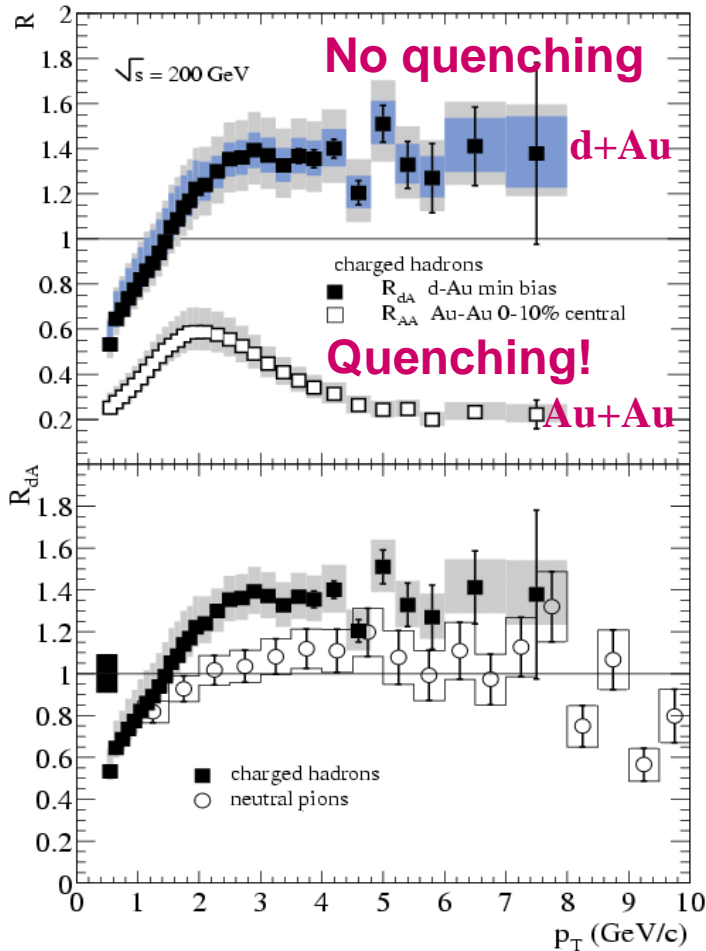 R
2
1.8
1.6
1.4
1.2
1
0.8
0.6
0.4
0.2
√s = 200 GeV
No quenching
d+Au
charged hadrons
■ R_dA d-Au min bias
□ R_AA Au-Au 0-10% central
Quenching!
Au+Au
R_dA
1.8
1.6
1.4
1.2
1
0.8
0.6
0.4
0.2
0
■ charged hadrons
○ neutral pions
0 1 2 3 4 5 6 7 8 9 10
p_T (GeV/c)